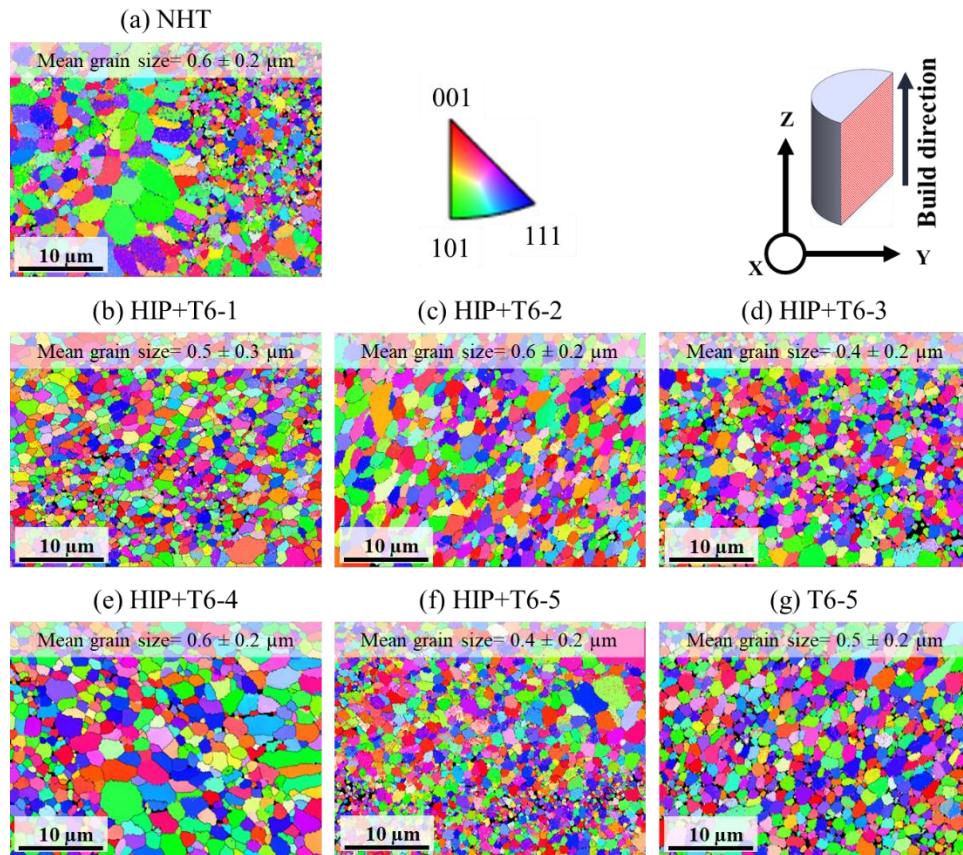 (a) NHT
Mean grain size= 0.6 ± 0.2 µm
10 µm
001
101
111
Z
X
Y
Build direction
(b) HIP+T6-1
Mean grain size= 0.5 ± 0.3 µm
10 µm
(c) HIP+T6-2
Mean grain size= 0.6 ± 0.2 µm
10 µm
(d) HIP+T6-3
Mean grain size= 0.4 ± 0.2 µm
10 µm
(e) HIP+T6-4
Mean grain size= 0.6 ± 0.2 µm
10 µm
(f) HIP+T6-5
Mean grain size= 0.4 ± 0.2 µm
10 µm
(g) T6-5
Mean grain size= 0.5 ± 0.2 µm
10 µm